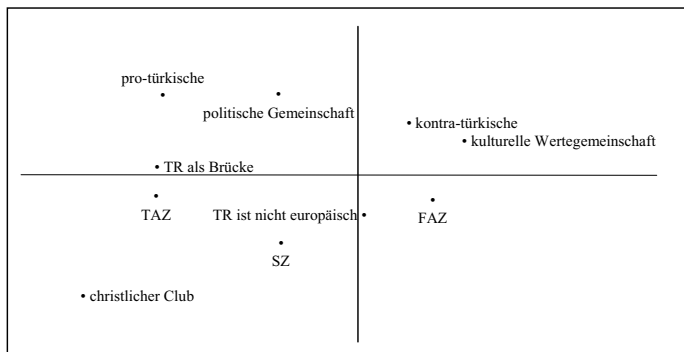 pro-türkische
politische Gemeinschaft
kontra-türkische
kulturelle Wertegemeinschaft
TR als Brücke
TAZ
TR ist nicht europäisch
FAZ
SZ
christlicher Club